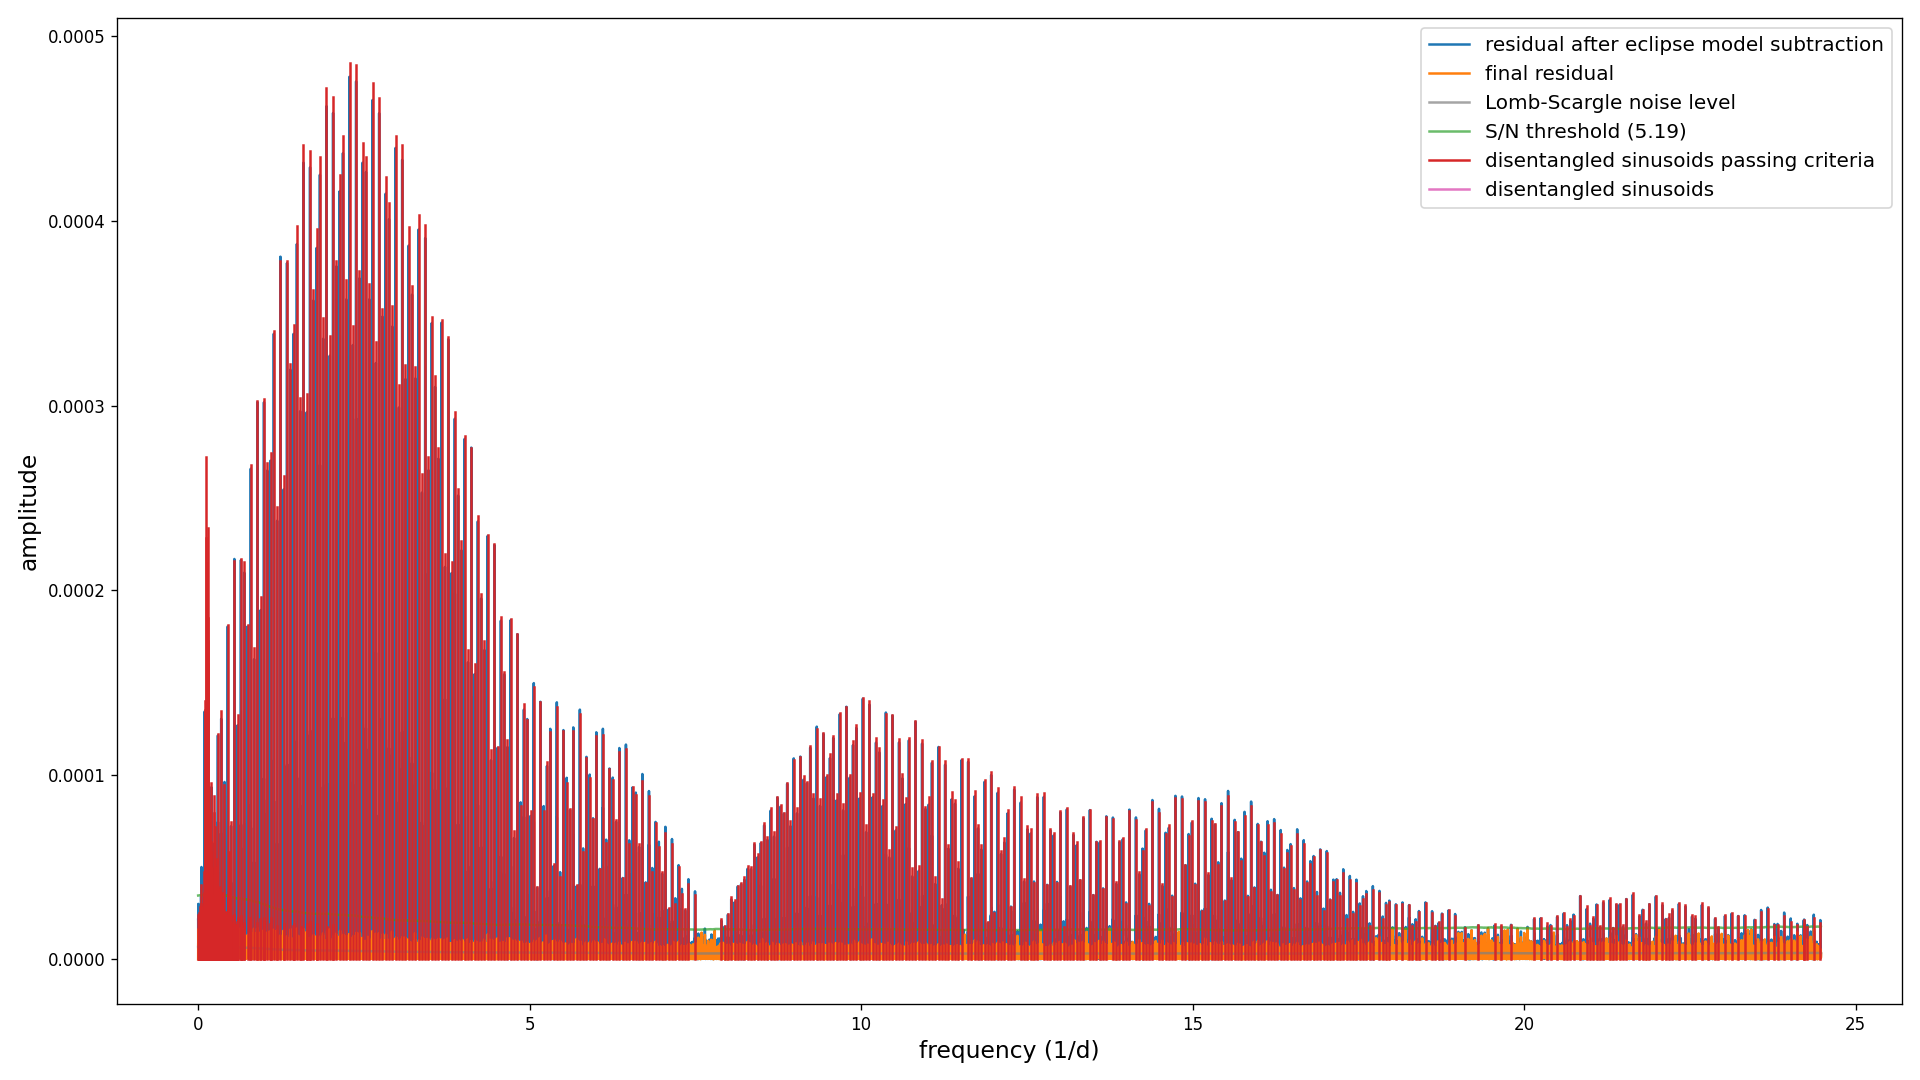 0.0005
0.0004
0.0003
0.0002
0.0001
0.0000
amplitude
0
5
10
15
20
25
frequency (1/d)
residual after eclipse model subtraction
final residual
Lomb-Scargle noise level
S/N threshold (5.19)
disentangled sinusoids passing criteria
disentangled sinusoids